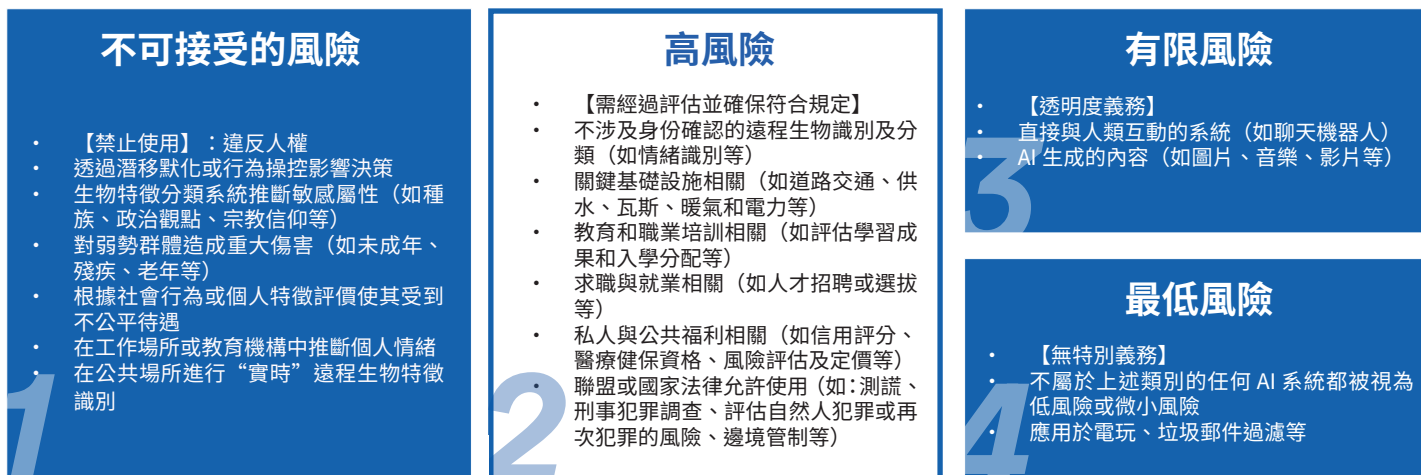 不可接受的風險
• 【禁止使用】：違反人權
• 透過潛移默化或行為操控影響決策
• 生物特徵分類系統推斷敏感屬性（如種
族、政治觀點、宗教信仰等）
• 對弱勢群體造成重大傷害（如未成年、
殘疾、老年等）
• 根據社會行為或個人特徵評價使其受到
不公平待遇
• 在工作場所或教育機構中推斷個人情緒
• 在公共場所進行“實時”遠程生物特徵
識別
1
高風險
• 【需經過評估並確保符合規定】
• 不涉及身份確認的遠程生物識別及分
類（如情緒識別等）
• 關鍵基礎設施相關（如道路交通、供
水、瓦斯、暖氣和電力等）
• 教育和職業培訓相關（如評估學習成
果和入學分配等）
• 求職與就業相關（如人才招聘或選拔
等）
• 私人與公共福利相關（如信用評分、
醫療健保資格、風險評估及定價等）
• 聯盟或國家法律允許使用（如：測謊、
刑事犯罪調查、評估自然人犯罪或再
次犯罪的風險、邊境管制等）
2
有限風險
• 【透明度義務】
• 直接與人類互動的系統（如聊天機器人）
• AI 生成的內容（如圖片、音樂、影片等）
3
最低風險
• 【無特別義務】
• 不屬於上述類別的任何 AI 系統都被視為
低風險或微小風險
• 應用於電玩、垃圾郵件過濾等
4